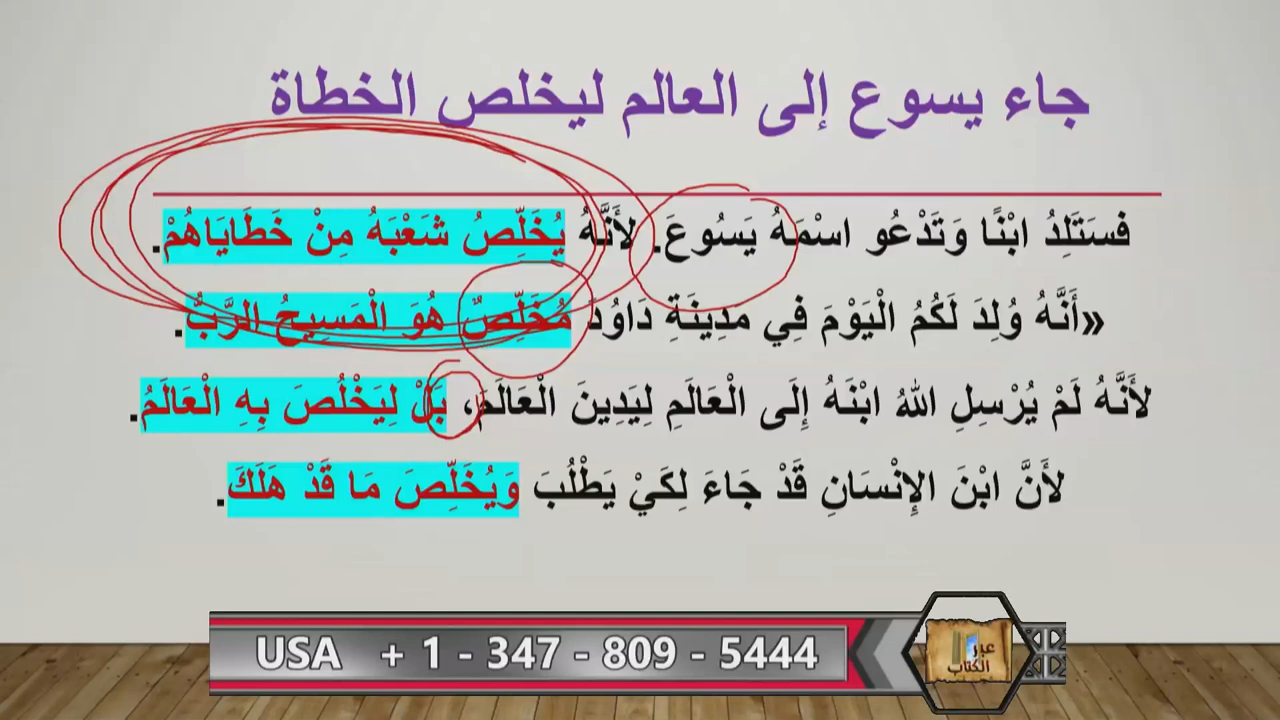 جاء يسوع إلى العالم ليخلص الخطاة
فسَتَلِدُ ابْنًا وَتَدْعُو اسْمَهُ يَسُوعَ. لأَنَّهُ يُخَلِّصُ شَعْبَهُ مِنْ خَطَايَاهُمْ.
«أَنَّهُ وُلِدَ لَكُمُ الْيَوْمَ فِي مَدِينَةِ دَاوُدَ مُخَلِّصٌ هُوَ الْمَسِيحُ الرَّبُّ.
لأَنَّهُ لَمْ يُرْسِلِ اللهُ ابْنَهُ إِلَى الْعَالَمِ لِيَدِينَ الْعَالَمَ، بَلْ لِيَخْلُصَ بِهِ الْعَالَمُ.
لأَنَّ ابْنَ الإِنْسَانِ قَدْ جَاءَ لِكَيْ يَطْلُبَ وَيُخَلِّصَ مَا قَدْ هَلَكَ.
USA + 1 - 347 - 809 - 5444
عبر
الكتاب